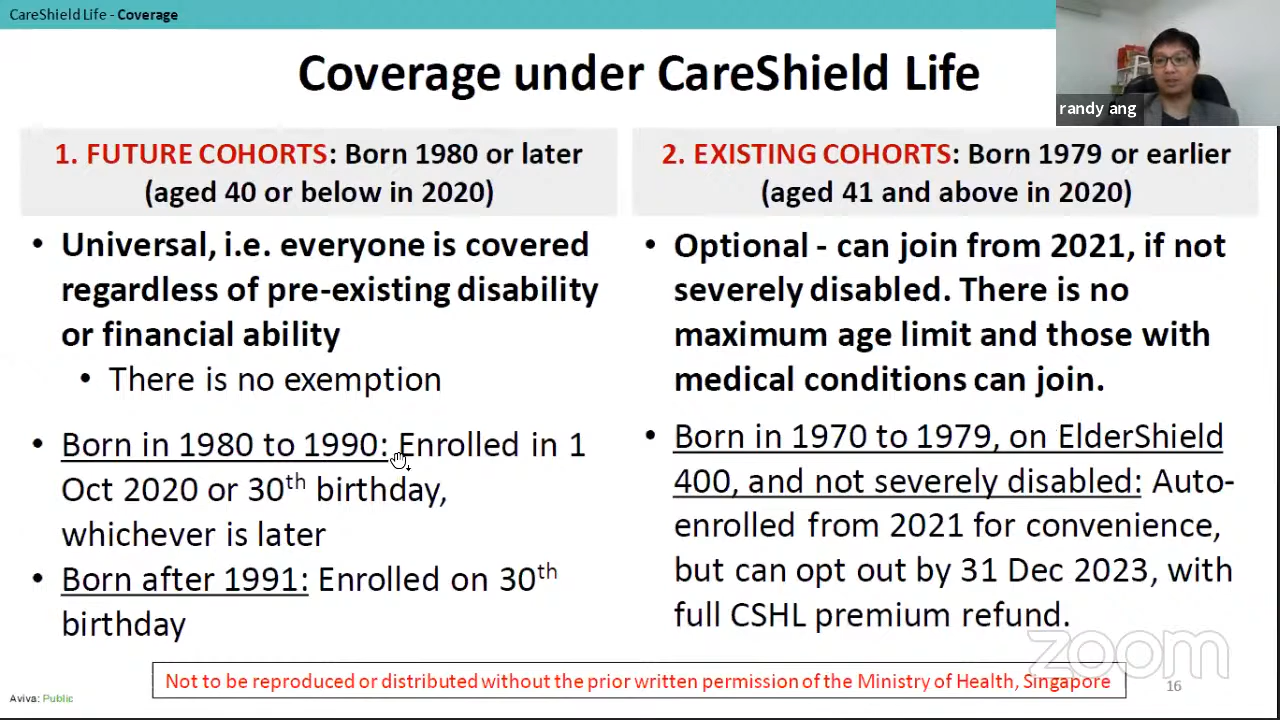 CareShield Life - Coverage
Coverage under CareShield Life
randy ang
1. FUTURE COHORTS: Born 1980 or later
(aged 40 or below in 2020)
• Universal, i.e. everyone is covered
regardless of pre-existing disability
or financial ability
• There is no exemption
• Born in 1980 to 1990: Enrolled in 1
Oct 2020 or 30th birthday,
whichever is later
• Born after 1991: Enrolled on 30th
birthday
2. EXISTING COHORTS: Born 1979 or earlier
(aged 41 and above in 2020)
• Optional - can join from 2021, if not
severely disabled. There is no
maximum age limit and those with
medical conditions can join.
• Born in 1970 to 1979, on ElderShield
400, and not severely disabled: Auto-
enrolled from 2021 for convenience,
but can opt out by 31 Dec 2023, with
full CSHL premium refund.
zoom
Not to be reproduced or distributed without the prior written permission of the Ministry of Health, Singapore
16
Aviva: Public